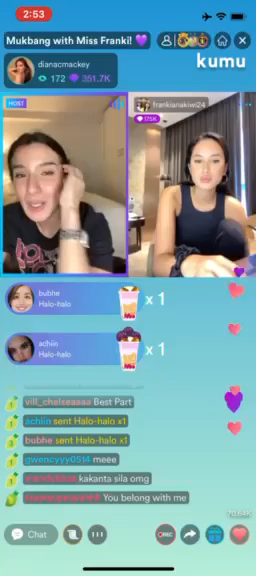 2:53
Mukbang with Miss Franki! 💜
kumu
dianacmackey
172 351.7K
HOST
frankianakiwi24
175K
bubhe
Halo-halo
x 1
achiin
Halo-halo
x 1
vill_chelseaaaa Best Part
achiin sent Halo-halo x1
bubhe sent Halo-halo x1
gwencyyy0514 meee
kakanta sila omg
You belong with me
Chat